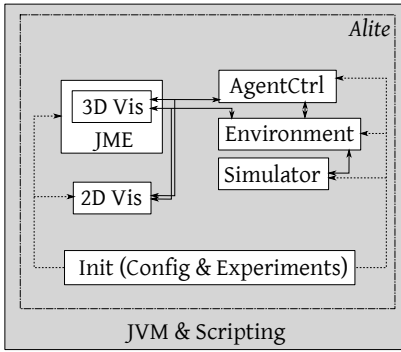 Alite
AgentCtrl
3D Vis
JME
Environment
Simulator
2D Vis
Init (Config & Experiments)
JVM & Scripting